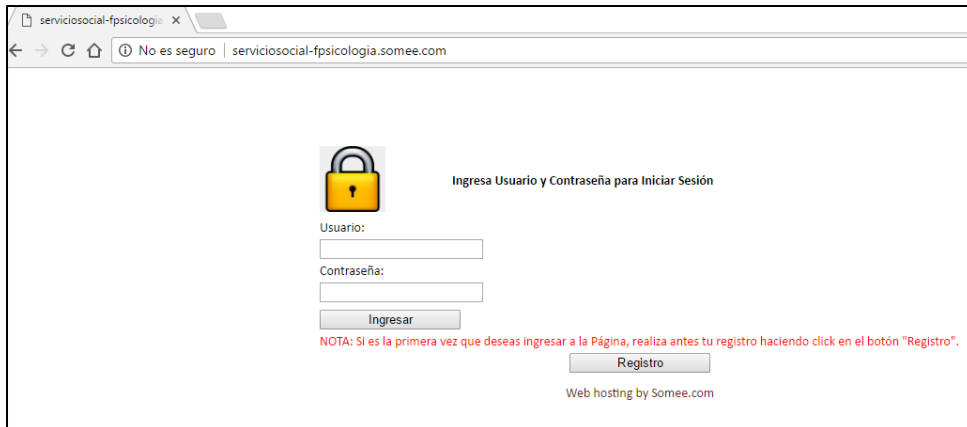 serviciosocial-fpsicologia
No es seguro | serviciosocial-fpsicologia.somee.com
Ingresa Usuario y Contraseña para Iniciar Sesión
Usuario:
Contraseña:
Ingresar
NOTA: Si es la primera vez que deseas ingresar a la Página, realiza antes tu registro haciendo click en el botón "Registro".
Registro
Web hosting by Somee.com